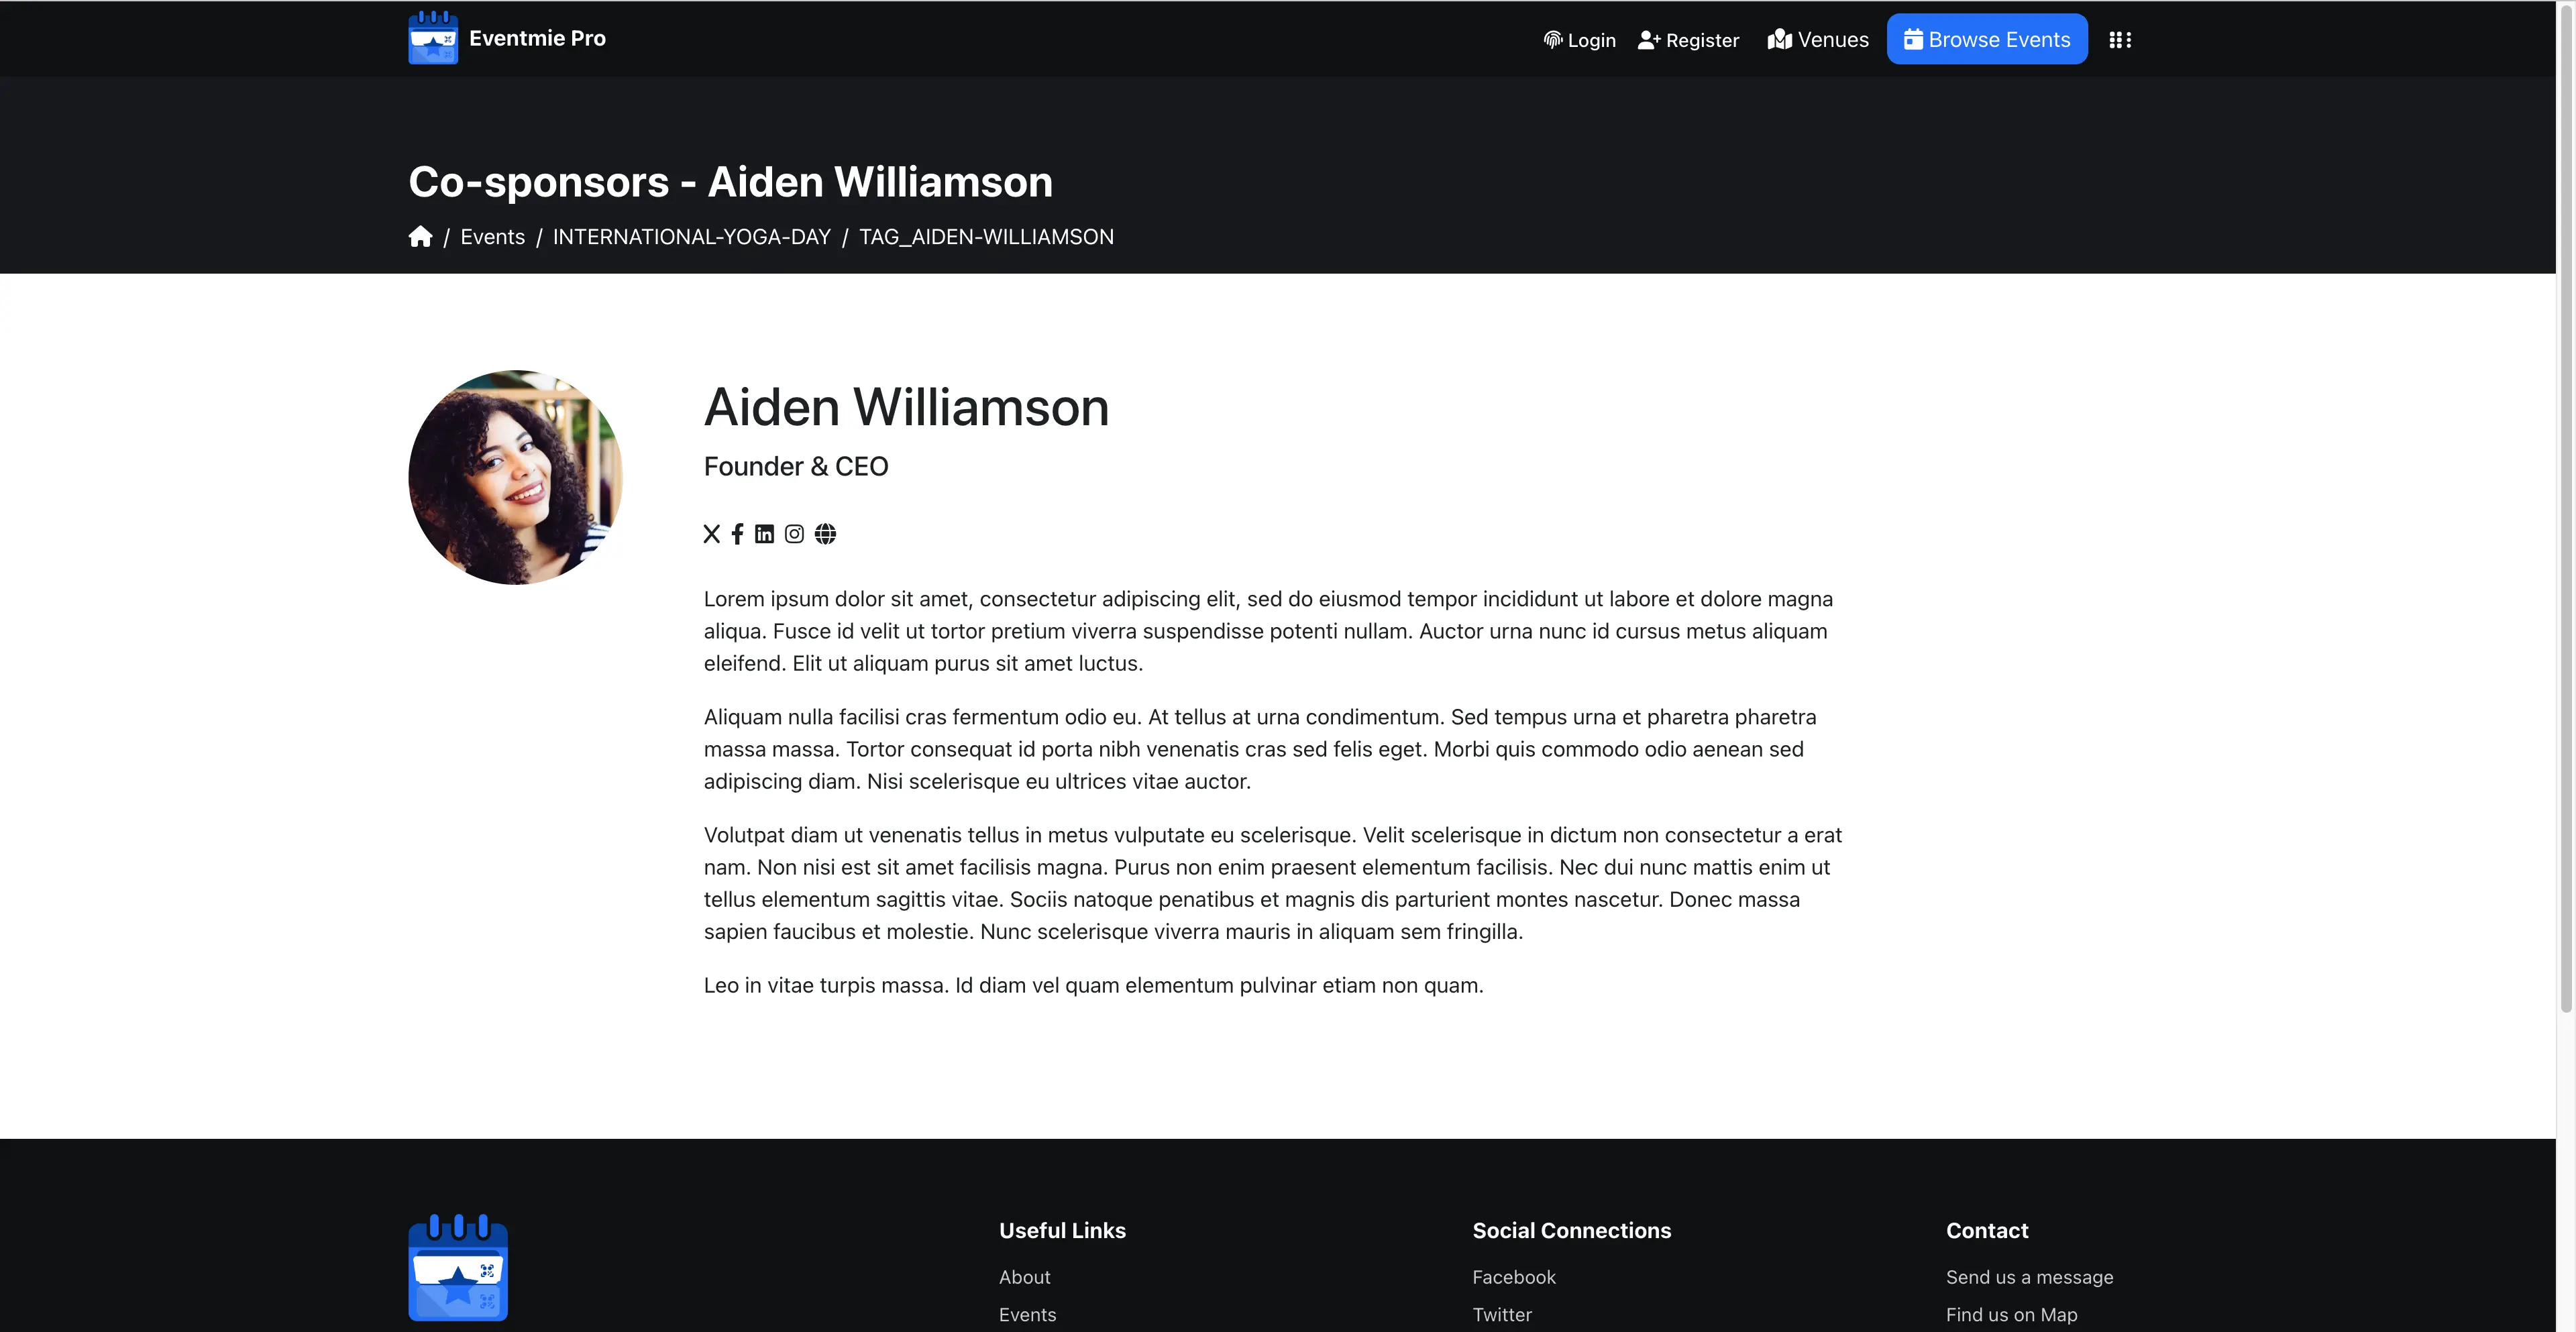 Eventmie Pro
Login Register Venues Browse Events
Co-sponsors - Aiden Williamson
/ Events / INTERNATIONAL-YOGA-DAY / TAG_AIDEN-WILLIAMSON
Aiden Williamson
Founder & CEO
Lorem ipsum dolor sit amet, consectetur adipiscing elit, sed do eiusmod tempor incididunt ut labore et dolore magna
aliqua. Fusce id velit ut tortor pretium viverra suspendisse potenti nullam. Auctor urna nunc id cursus metus aliquam
eleifend. Elit ut aliquam purus sit amet luctus.
Aliquam nulla facilisi cras fermentum odio eu. At tellus at urna condimentum. Sed tempus urna et pharetra pharetra
massa massa. Tortor consequat id porta nibh venenatis cras sed felis eget. Morbi quis commodo odio aenean sed
adipiscing diam. Nisi scelerisque eu ultrices vitae auctor.
Volutpat diam ut venenatis tellus in metus vulputate eu scelerisque. Velit scelerisque in dictum non consectetur a erat
nam. Non nisi est sit amet facilisis magna. Purus non enim praesent elementum facilisis. Nec dui nunc mattis enim ut
tellus elementum sagittis vitae. Sociis natoque penatibus et magnis dis parturient montes nascetur. Donec massa
sapien faucibus et molestie. Nunc scelerisque viverra mauris in aliquam sem fringilla.
Leo in vitae turpis massa. Id diam vel quam elementum pulvinar etiam non quam.
Useful Links
About
Events
Social Connections
Facebook
Twitter
Contact
Send us a message
Find us on Map